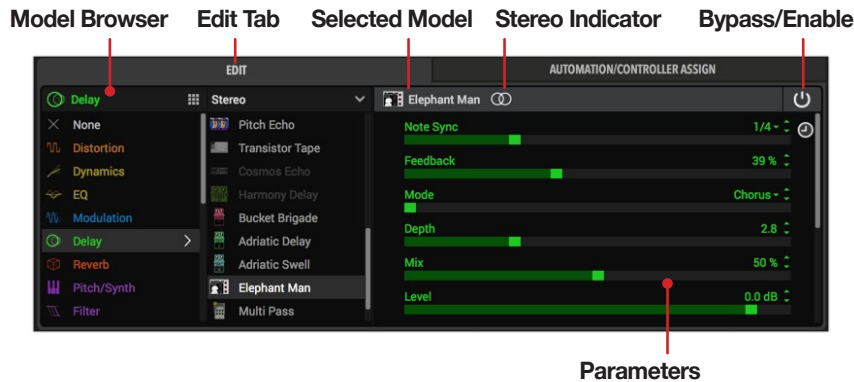 Model Browser Edit Tab Selected Model Stereo Indicator Bypass/Enable
EDIT AUTOMATION/CONTROLLER ASSIGN
Delay Stereo Elephant Man
None Pitch Echo Note Sync 1/4
Distortion Transistor Tape
Dynamics Cosmos Echo Feedback 39 %
EQ Harmony Delay Mode Chorus
Modulation Bucket Brigade
Delay Adriatic Delay Depth 2.8
Reverb Adriatic Swell Mix 50 %
Pitch/Synth Elephant Man
Filter Multi Pass Level 0.0 dB
Parameters